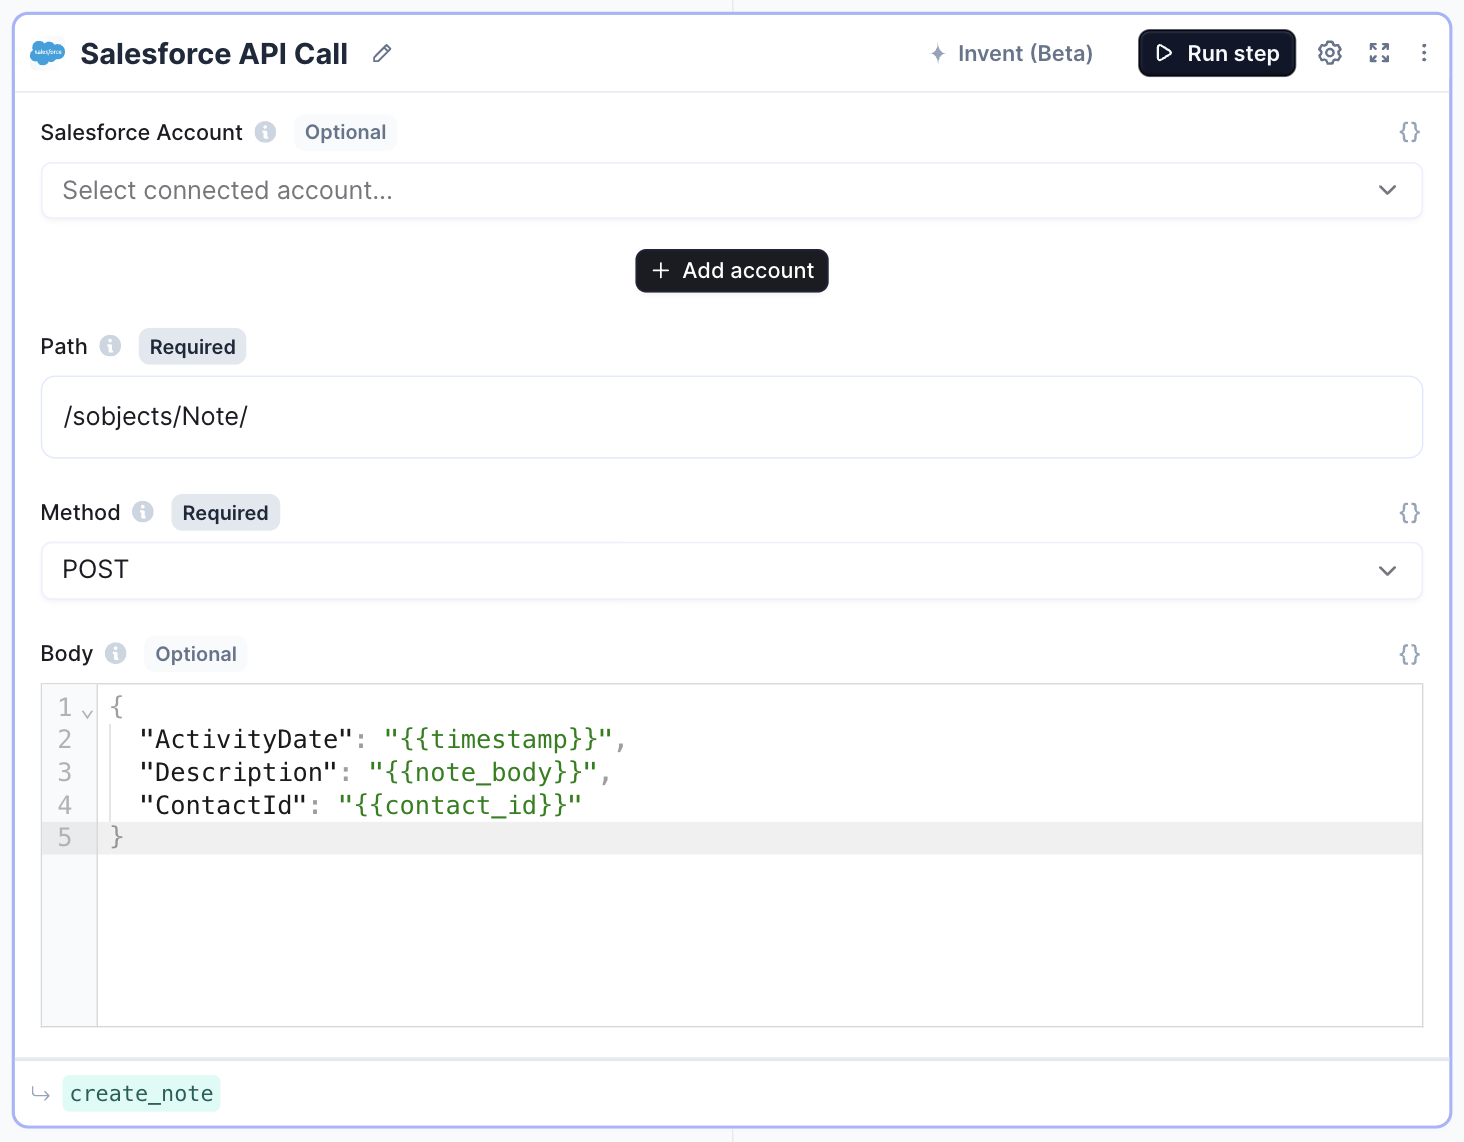 salesforce
Salesforce API Call
Invent (Beta)
Run step
Salesforce Account
Optional
{}
Select connected account...
+ Add account
Path
Required
/sobjects/Note/
Method
Required
{}
POST
Body
Optional
{}
1 {
2 "ActivityDate": "{{timestamp}}",
3 "Description": "{{note_body}}",
4 "ContactId": "{{contact_id}}"
5 }
create_note